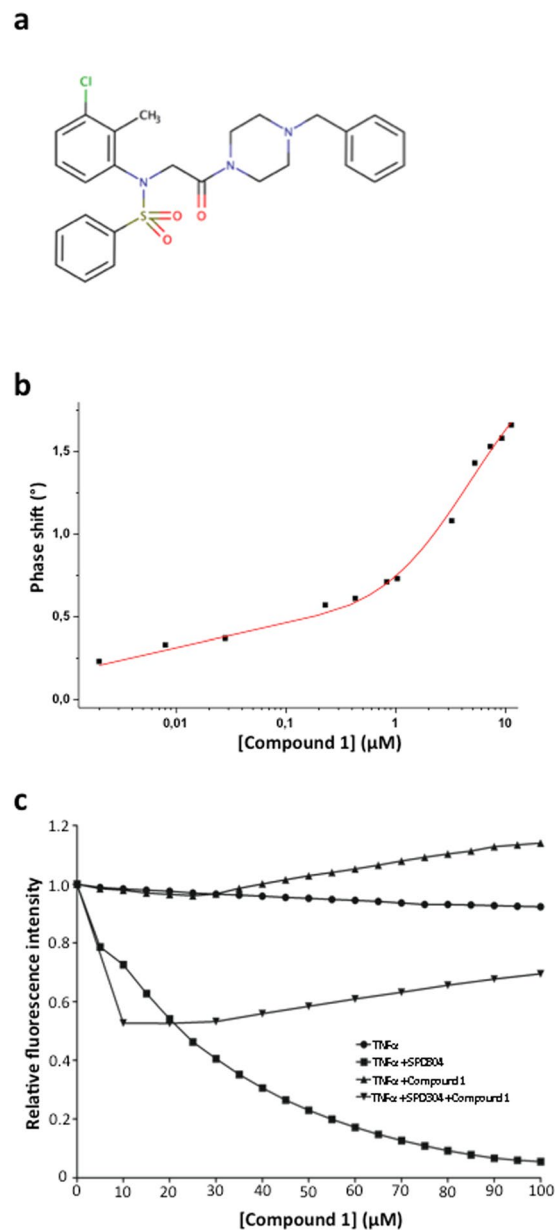 a
Cl
CH3
N
N
N
O
S
O
O
b
1,5
1,0
0,5
0,0
Phase shift (°)
0,01 0,1 1 10
[Compound 1] (µM)
c
1.2
1.0
0.8
0.6
0.4
0.2
0
Relative fluorescence intensity
TNFα
TNFα+SPD304
TNFα+Compound 1
TNFα+SPD304+Compound 1
0 10 20 30 40 50 60 70 80 90 100
[Compound 1] (µM)